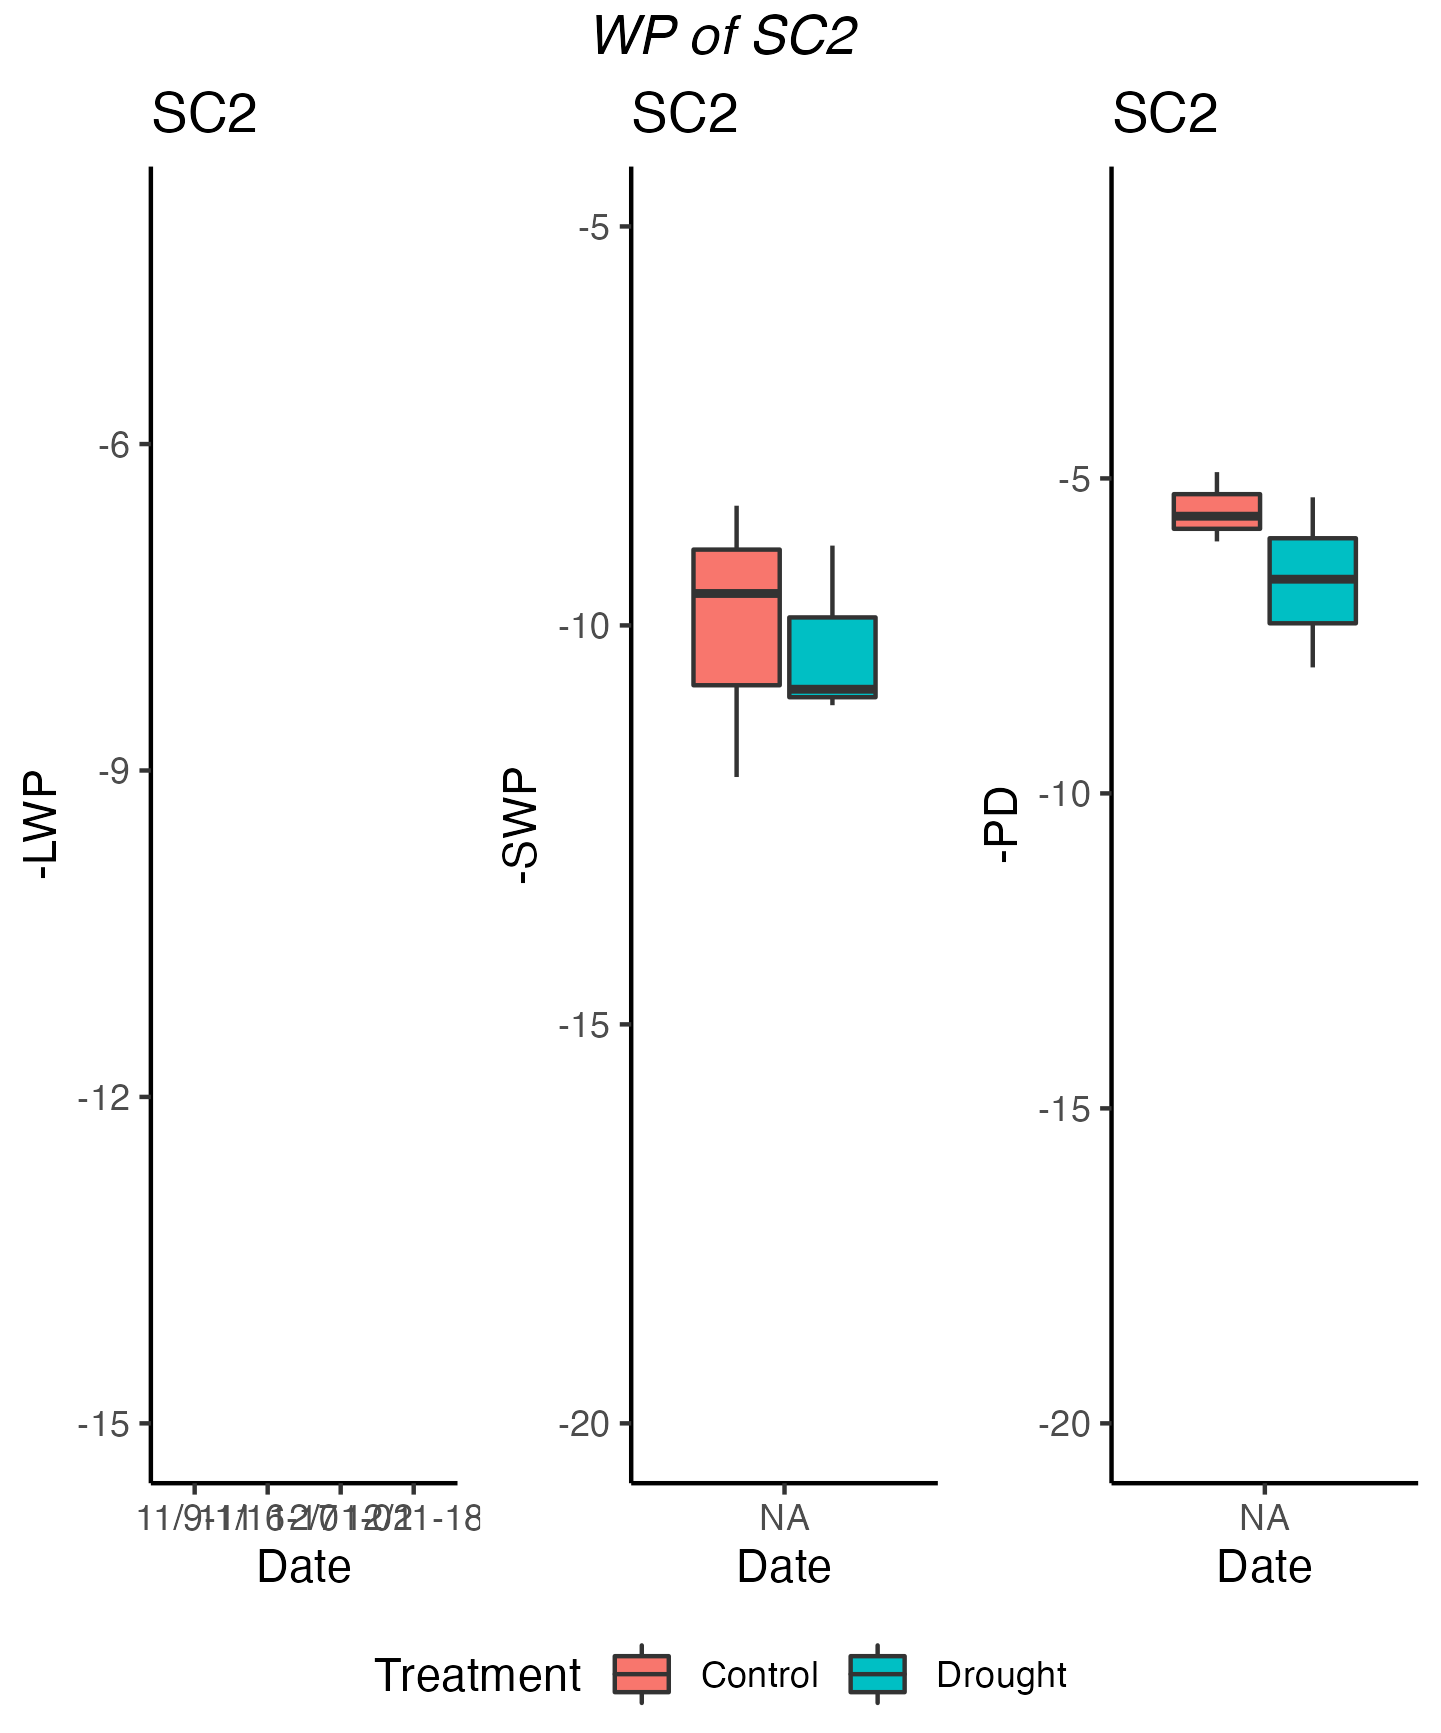 WP of SC2
SC2
-LWP
-6
-9
-12
-15
Date
SC2
-SWP
-5
-10
-15
-20
NA
Date
SC2
-PD
-5
-10
-15
-20
NA
Date
Treatment
Control
Drought